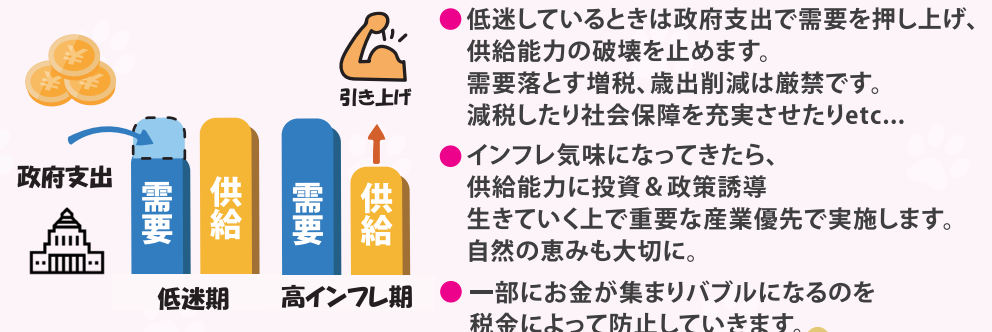 ¥
¥
¥
引き上げ
政府支出
需要
供給
需要
供給
低迷期
高インフレ期
●低迷しているときは政府支出で需要を押し上げ、
供給能力の破壊を止めます。
需要落とす増税、歳出削減は厳禁です。
減税したり社会保障を充実させたりetc...
●インフレ気味になってきたら、
供給能力に投資&政策誘導
生きていく上で重要な産業優先で実施します。
自然の恵みも大切に。
●一部にお金が集まりバブルになるのを
税金によって防止していきます。